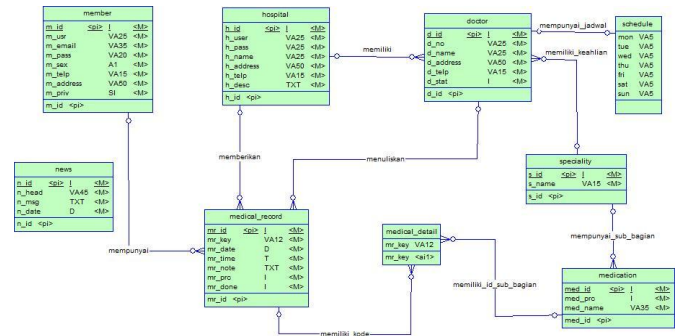 member
m_id <pi> I <M>
m_usr VA25 <M>
m_email VA35 <M>
m_pass VA20 <M>
m_sex A1 <M>
m_telp VA15 <M>
m_address VA50 <M>
m_priv SI <M>
m_id <pi>
hospital
h_id <pi> I <M>
h_user VA25 <M>
h_pass VA25 <M>
h_name VA25 <M>
h_address VA50 <M>
h_telp VA15 <M>
h_desc TXT <M>
h_id <pi>
memiliki
doctor
d_id <pi> I <M>
d_no VA25 <M>
d_name VA25 <M>
d_address VA50 <M>
d_telp VA15 <M>
d_stat I <M>
d_id <pi>
mempunyai_jadwal
memiliki_keahlian
schedule
mon VA5
tue VA5
wed VA5
thu VA5
fri VA5
sat VA5
sun VA5
memberikan
menuliskan
news
n_id <pi> I <M>
n_head VA45 <M>
n_msg TXT <M>
n_date D <M>
n_id <pi>
speciality
s_id <pi> I <M>
s_name VA15 <M>
s_id <pi>
mempunyai
medical_record
mr_id <pi> I <M>
mr_key VA12 <M>
mr_date D <M>
mr_time T <M>
mr_note TXT <M>
mr_prc I <M>
mr_done I <M>
mr_id <pi>
medical_detail
mr_key VA12
mr_key <ai1>
mempunyai_sub_bagian
memiliki_id_sub_bagian
medication
med_id <pi> I <M>
med_prc I <M>
med_name VA35 <M>
med_id <pi>
memiliki_kode